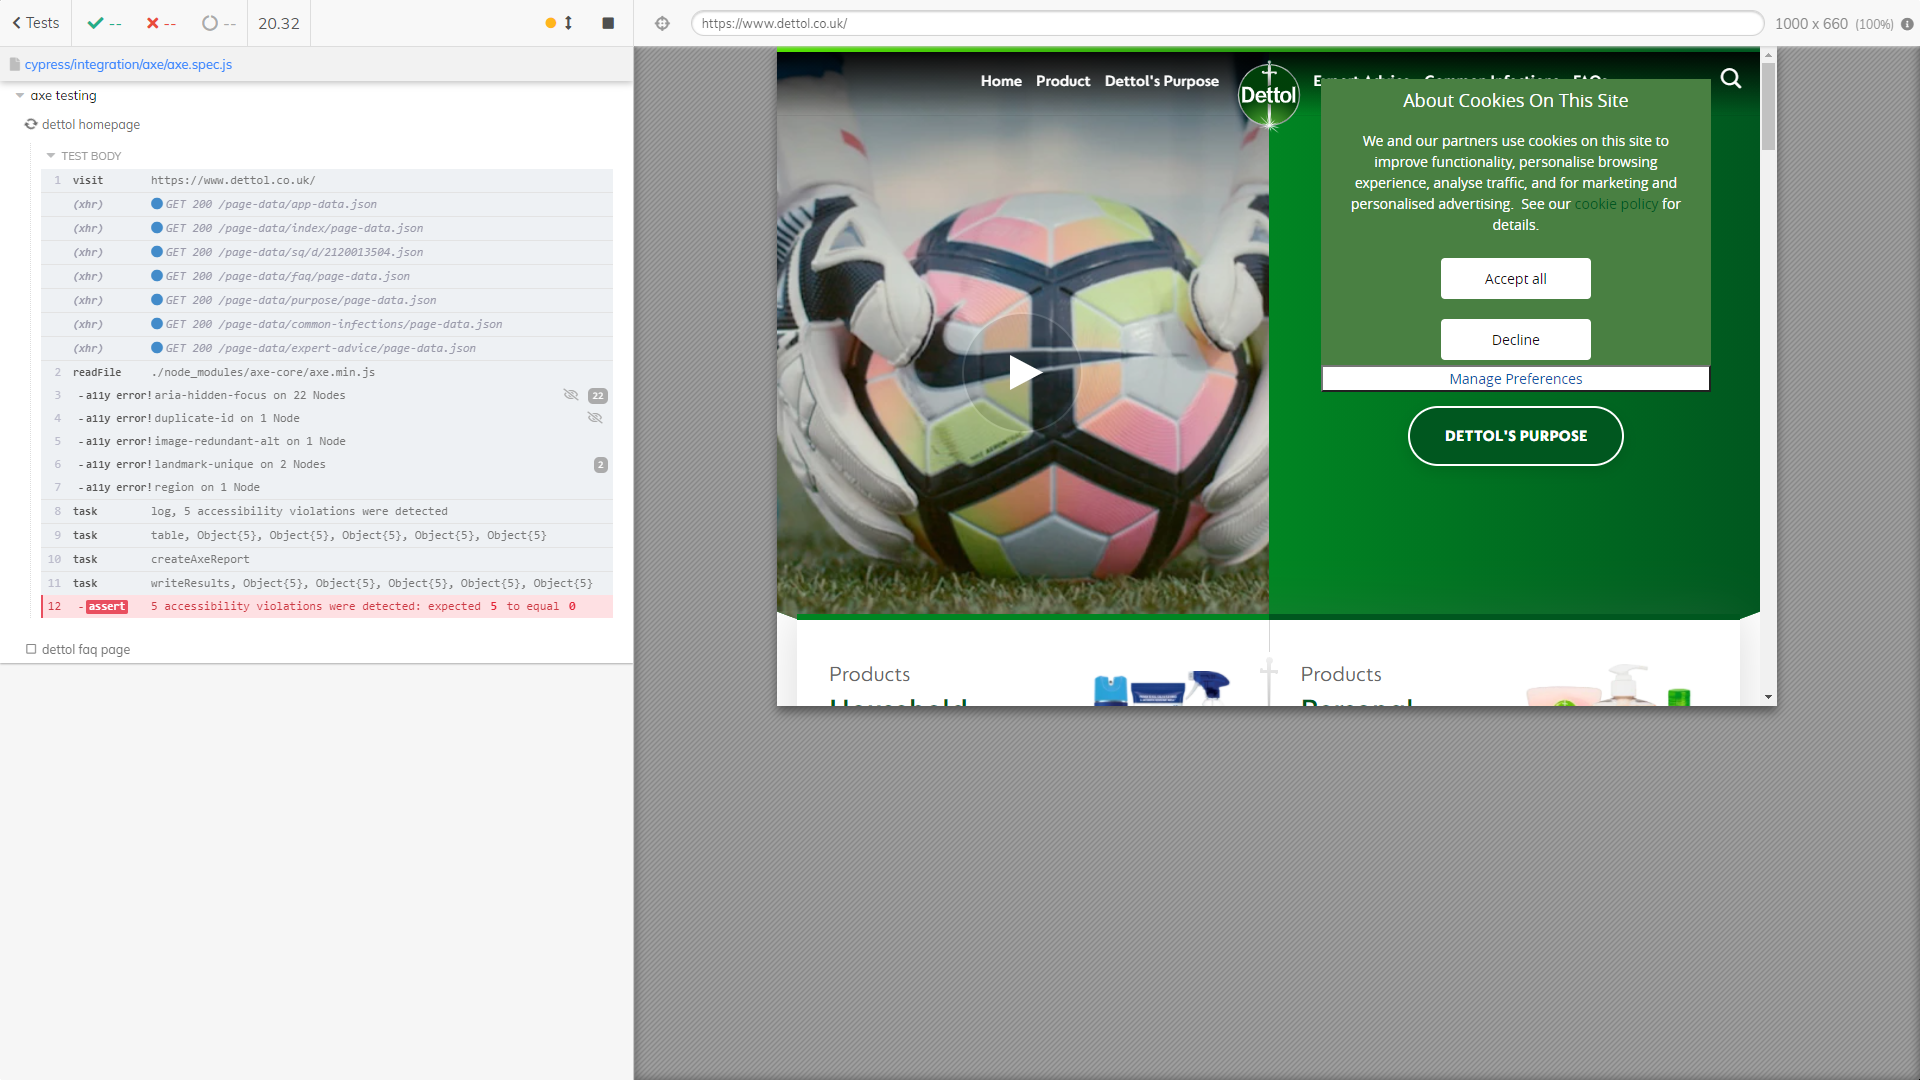 Tests
--
--
--
20.32
https://www.dettol.co.uk/
1000 x 660 (100%)
cypress/integration/axe/axe.spec.js
axe testing
dettol homepage
TEST BODY
1 visit https://www.dettol.co.uk/
(xhr) GET 200 /page-data/app-data.json
(xhr) GET 200 /page-data/index/page-data.json
(xhr) GET 200 /page-data/sq/d/2120013504.json
(xhr) GET 200 /page-data/faq/page-data.json
(xhr) GET 200 /page-data/purpose/page-data.json
(xhr) GET 200 /page-data/common-infections/page-data.json
(xhr) GET 200 /page-data/expert-advice/page-data.json
2 readFile ./node_modules/axe-core/axe.min.js
3 -a11y error! aria-hidden-focus on 22 Nodes 22
4 -a11y error! duplicate-id on 1 Node
5 -a11y error! image-redundant-alt on 1 Node
6 -a11y error! landmark-unique on 2 Nodes 2
7 -a11y error! region on 1 Node
8 task log, 5 accessibility violations were detected
9 task table, Object{5}, Object{5}, Object{5}, Object{5}, Object{5}
10 task createAxeReport
11 task writeResults, Object{5}, Object{5}, Object{5}, Object{5}, Object{5}
12 -assert 5 accessibility violations were detected: expected 5 to equal 0
dettol faq page
Home Product Dettol's Purpose
Dettol
Expert Advice Common Infections FAQs
About Cookies On This Site
We and our partners use cookies on this site to
improve functionality, personalise browsing
experience, analyse traffic, and for marketing and
personalised advertising. See our cookie policy for
details.
Accept all
Decline
Manage Preferences
DETTOL'S PURPOSE
Products
Household
Products
Personal